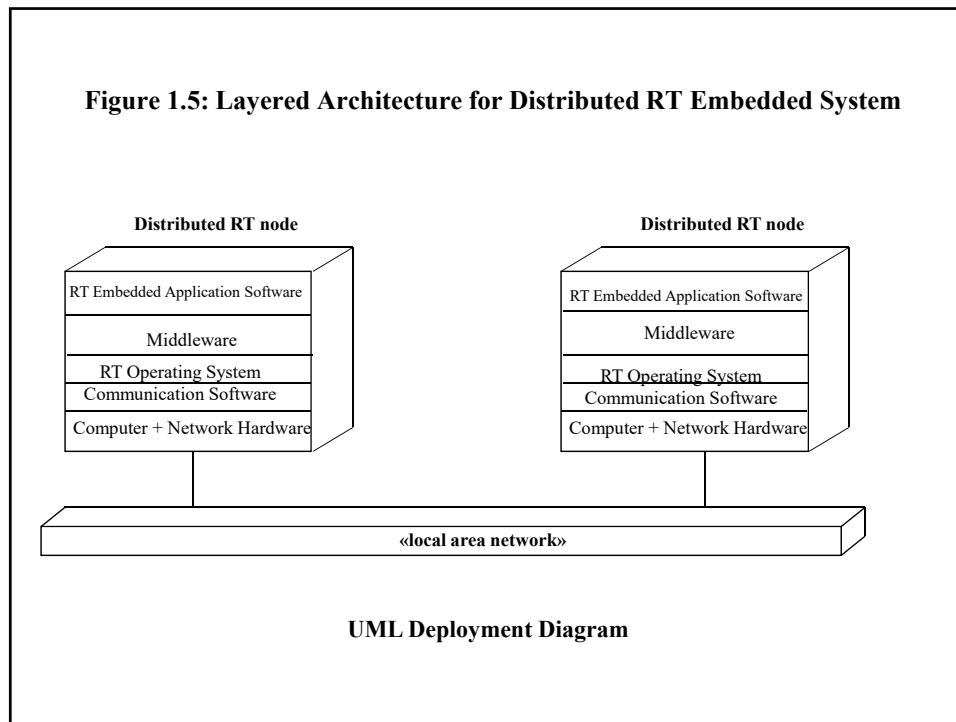 Figure 1.5: Layered Architecture for Distributed RT Embedded System
Distributed RT node
RT Embedded Application Software
Middleware
RT Operating System
Communication Software
Computer + Network Hardware
Distributed RT node
RT Embedded Application Software
Middleware
RT Operating System
Communication Software
Computer + Network Hardware
«local area network»
UML Deployment Diagram